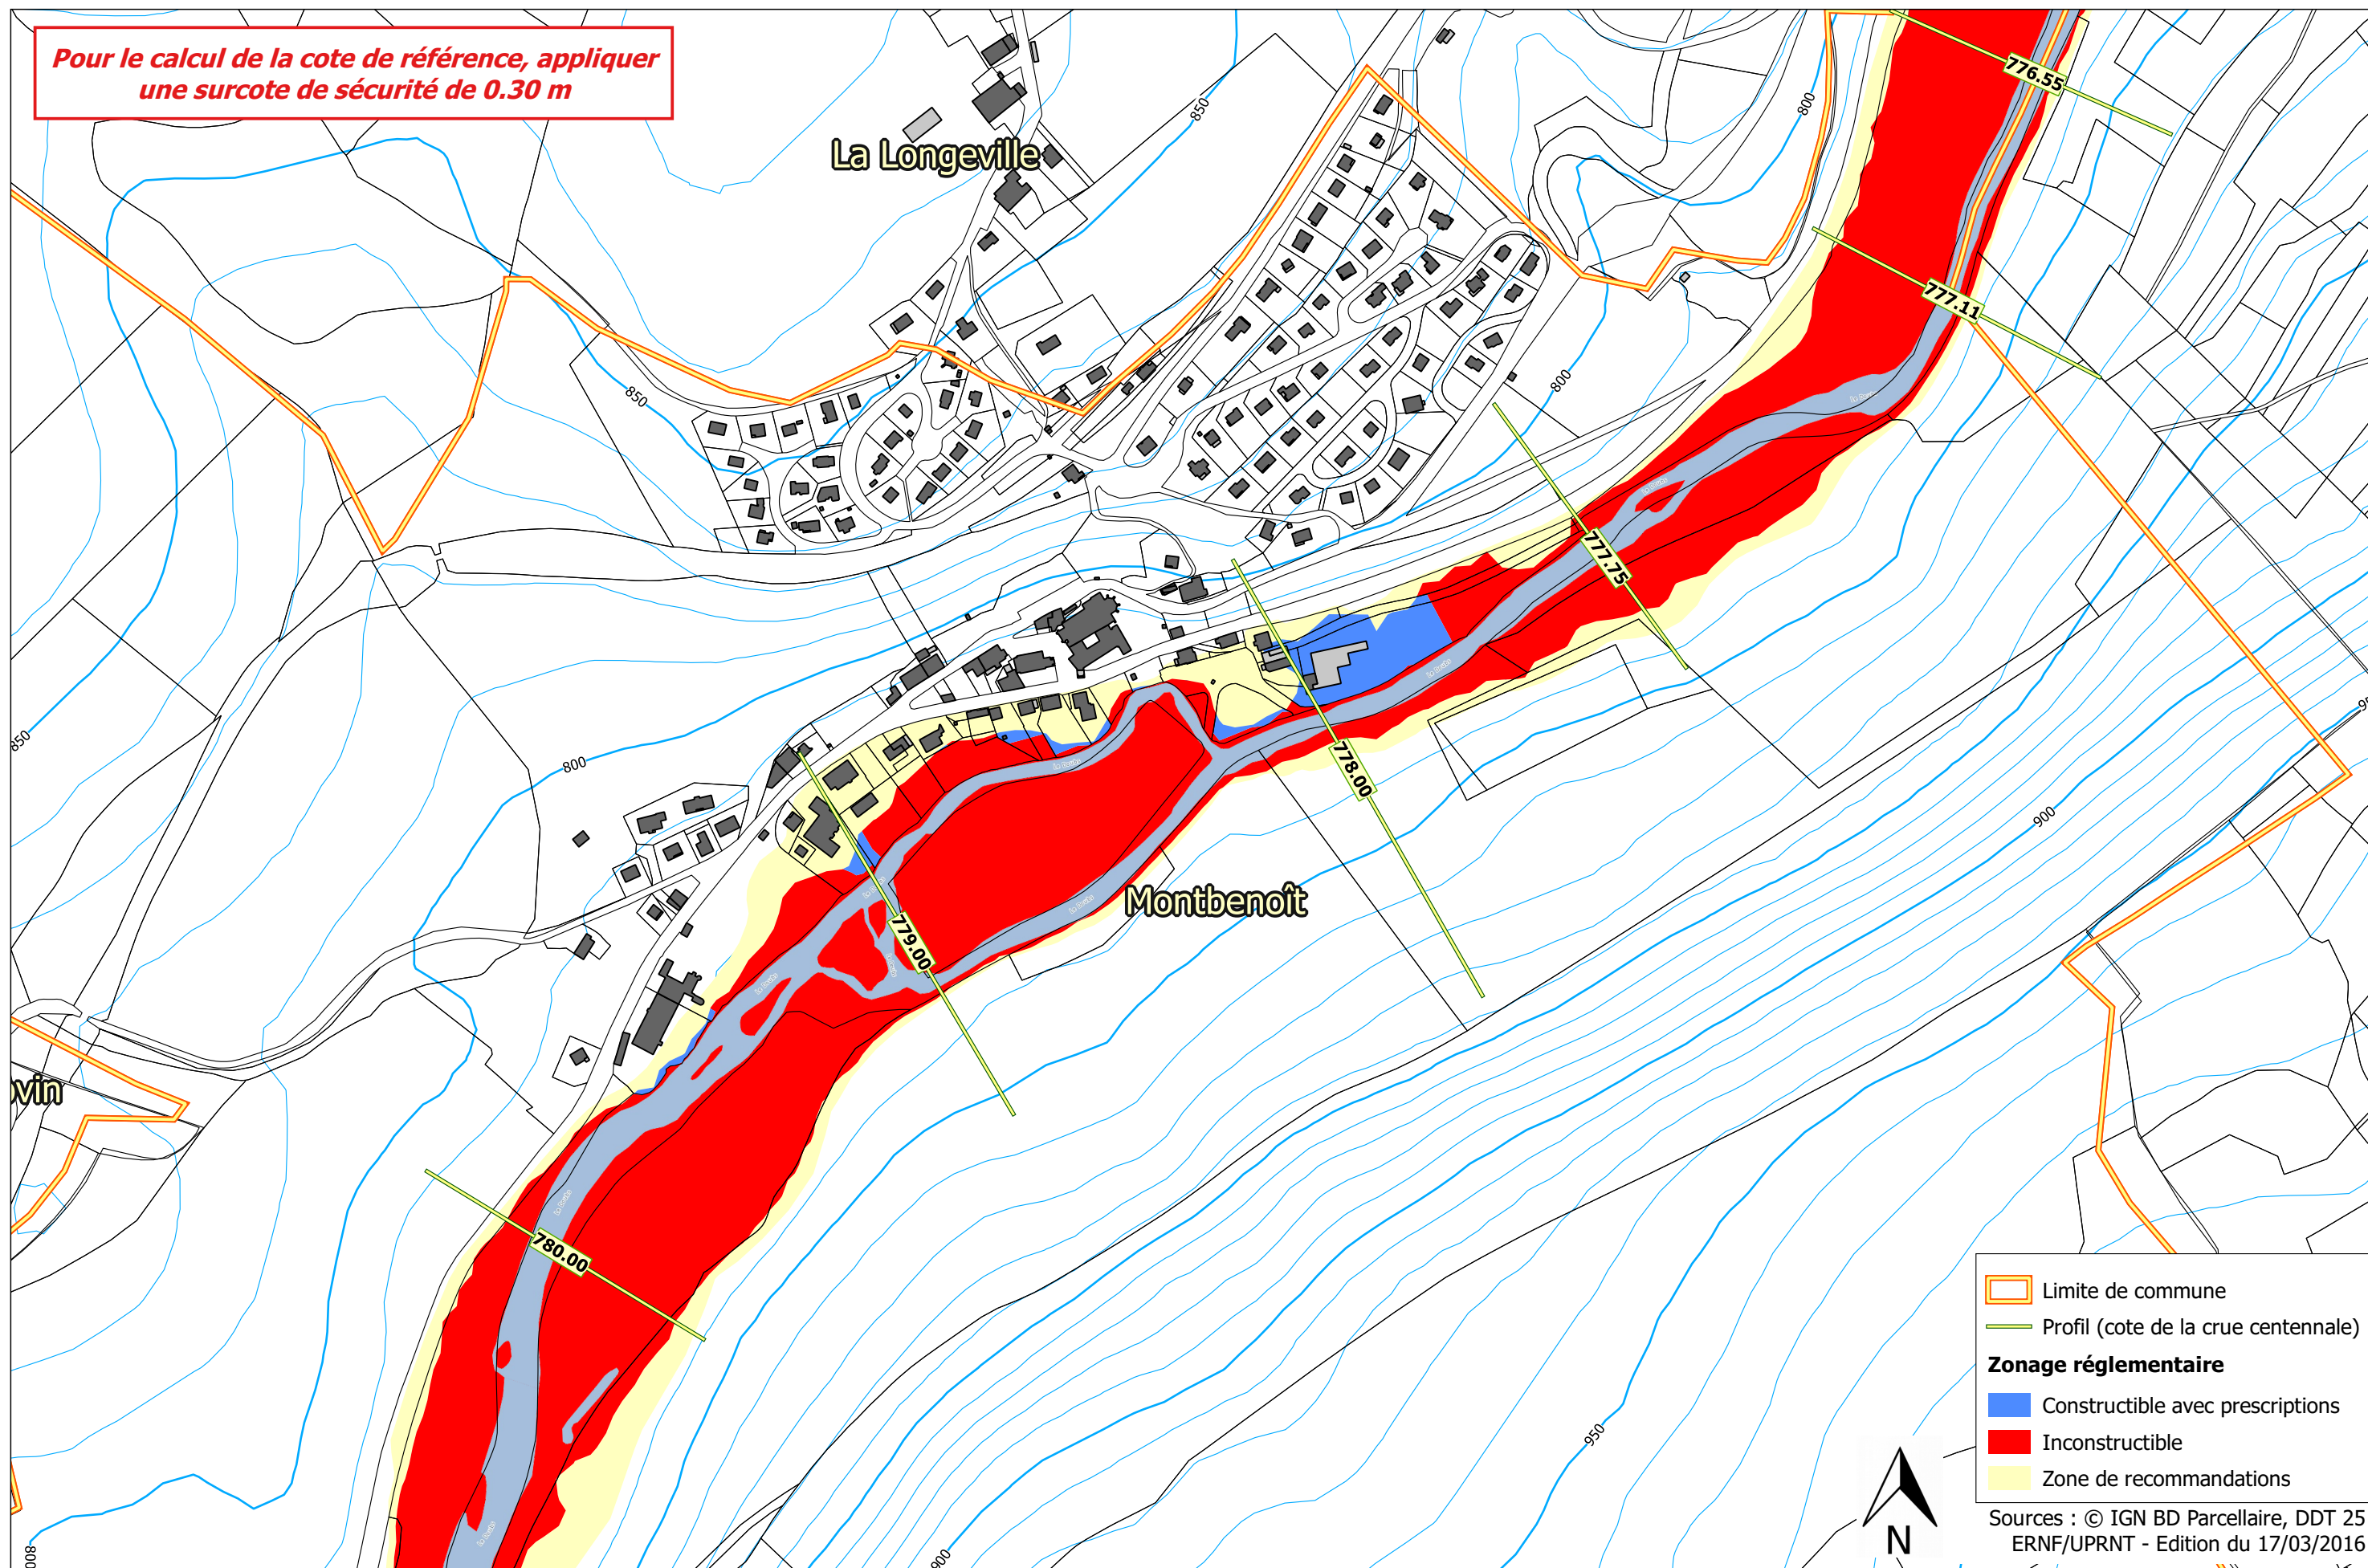 Pour le calcul de la cote de référence, appliquer
une surcote de sécurité de 0.30 m
La Longeville
850
800
776.55
777.11
850
800
777.75
850
800
778.00
900
Montbenoît
779.00
780.00
950
900
800
Limite de commune
Profil (cote de la crue centennale)
Zonage réglementaire
Constructible avec prescriptions
Inconstructible
Zone de recommandations
N
Sources : © IGN BD Parcellaire, DDT 25
ERNF/UPRNT - Edition du 17/03/2016